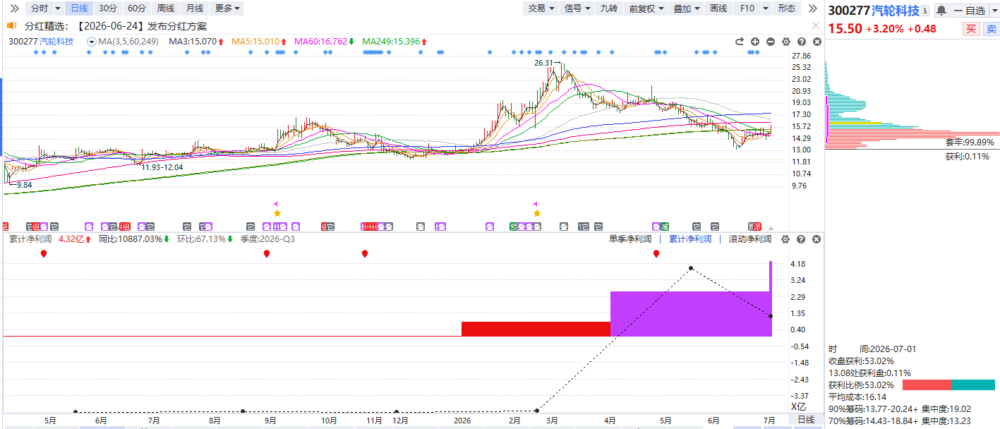 分时 日线 30分 60分 周线 月线 更多 交易 信号 九转 前复权 叠加 画线 F10 形态
300277 汽轮科技 自选
15.50 +3.20% +0.48 买 卖
分红精选: 【2026-06-24】发布分红方案
300277 汽轮科技 MA(3,5,60,249) MA3:15.070 MA5:15.010 MA60:16.762 MA249:15.396
27.86
25.32
23.02
20.93
19.03
17.30
15.72
14.29
13.00
11.81
10.74
9.76
26.31
11.93-12.04
9.84
套牢:99.89%
获利:0.11%
累计净利润 4.32亿 同比:10887.03% 环比:67.13% 季度:2026-Q3 单季净利润 | 累计净利润 | 滚动净利润
4.18
3.24
2.29
1.35
0.40
-0.54
-1.48
-2.43
-3.37
X亿
5月 6月 7月 8月 9月 10月 11月 12月 2026 2月 3月 4月 5月 6月 7月 日线
时 间:2026-07-01
收盘获利:53.02%
13.08处获利盘:0.11%
获利比例:53.02%
平均成本:16.14
90%筹码:13.77-20.24+ 集中度:19.02
70%筹码:14.43-18.84+ 集中度:13.23